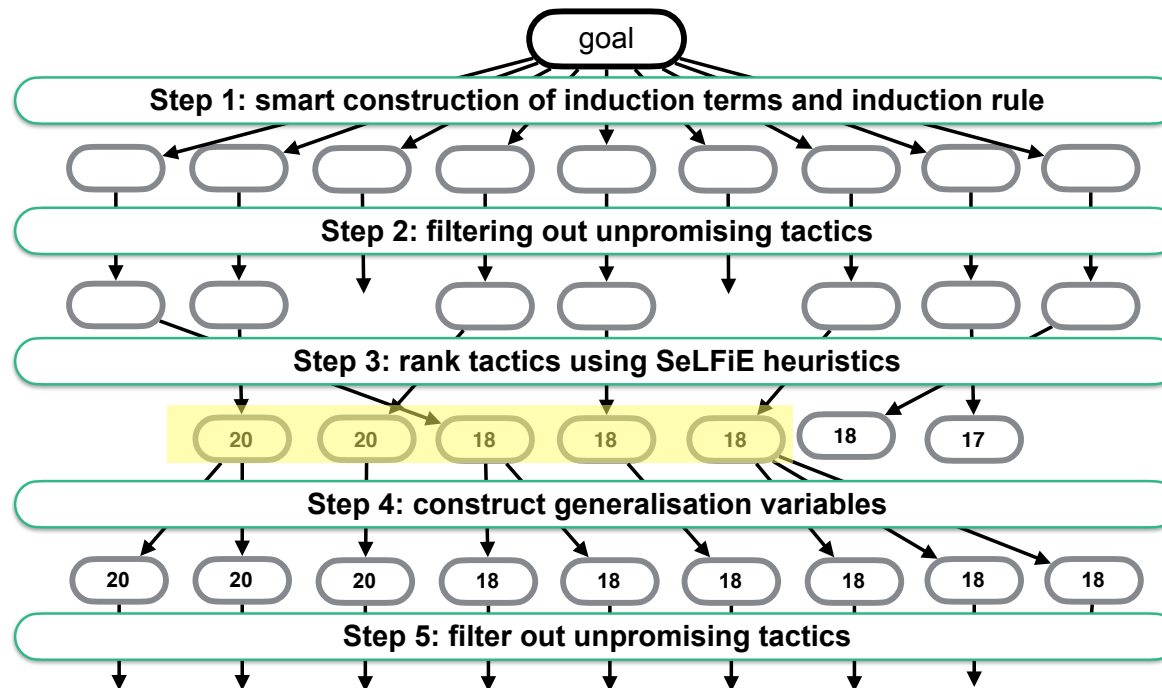 goal
Step 1: smart construction of induction terms and induction rule
Step 2: filtering out unpromising tactics
Step 3: rank tactics using SeLFiE heuristics
20 20 18 18 18 18 17
Step 4: construct generalisation variables
20 20 20 18 18 18 18 18 18
Step 5: filter out unpromising tactics